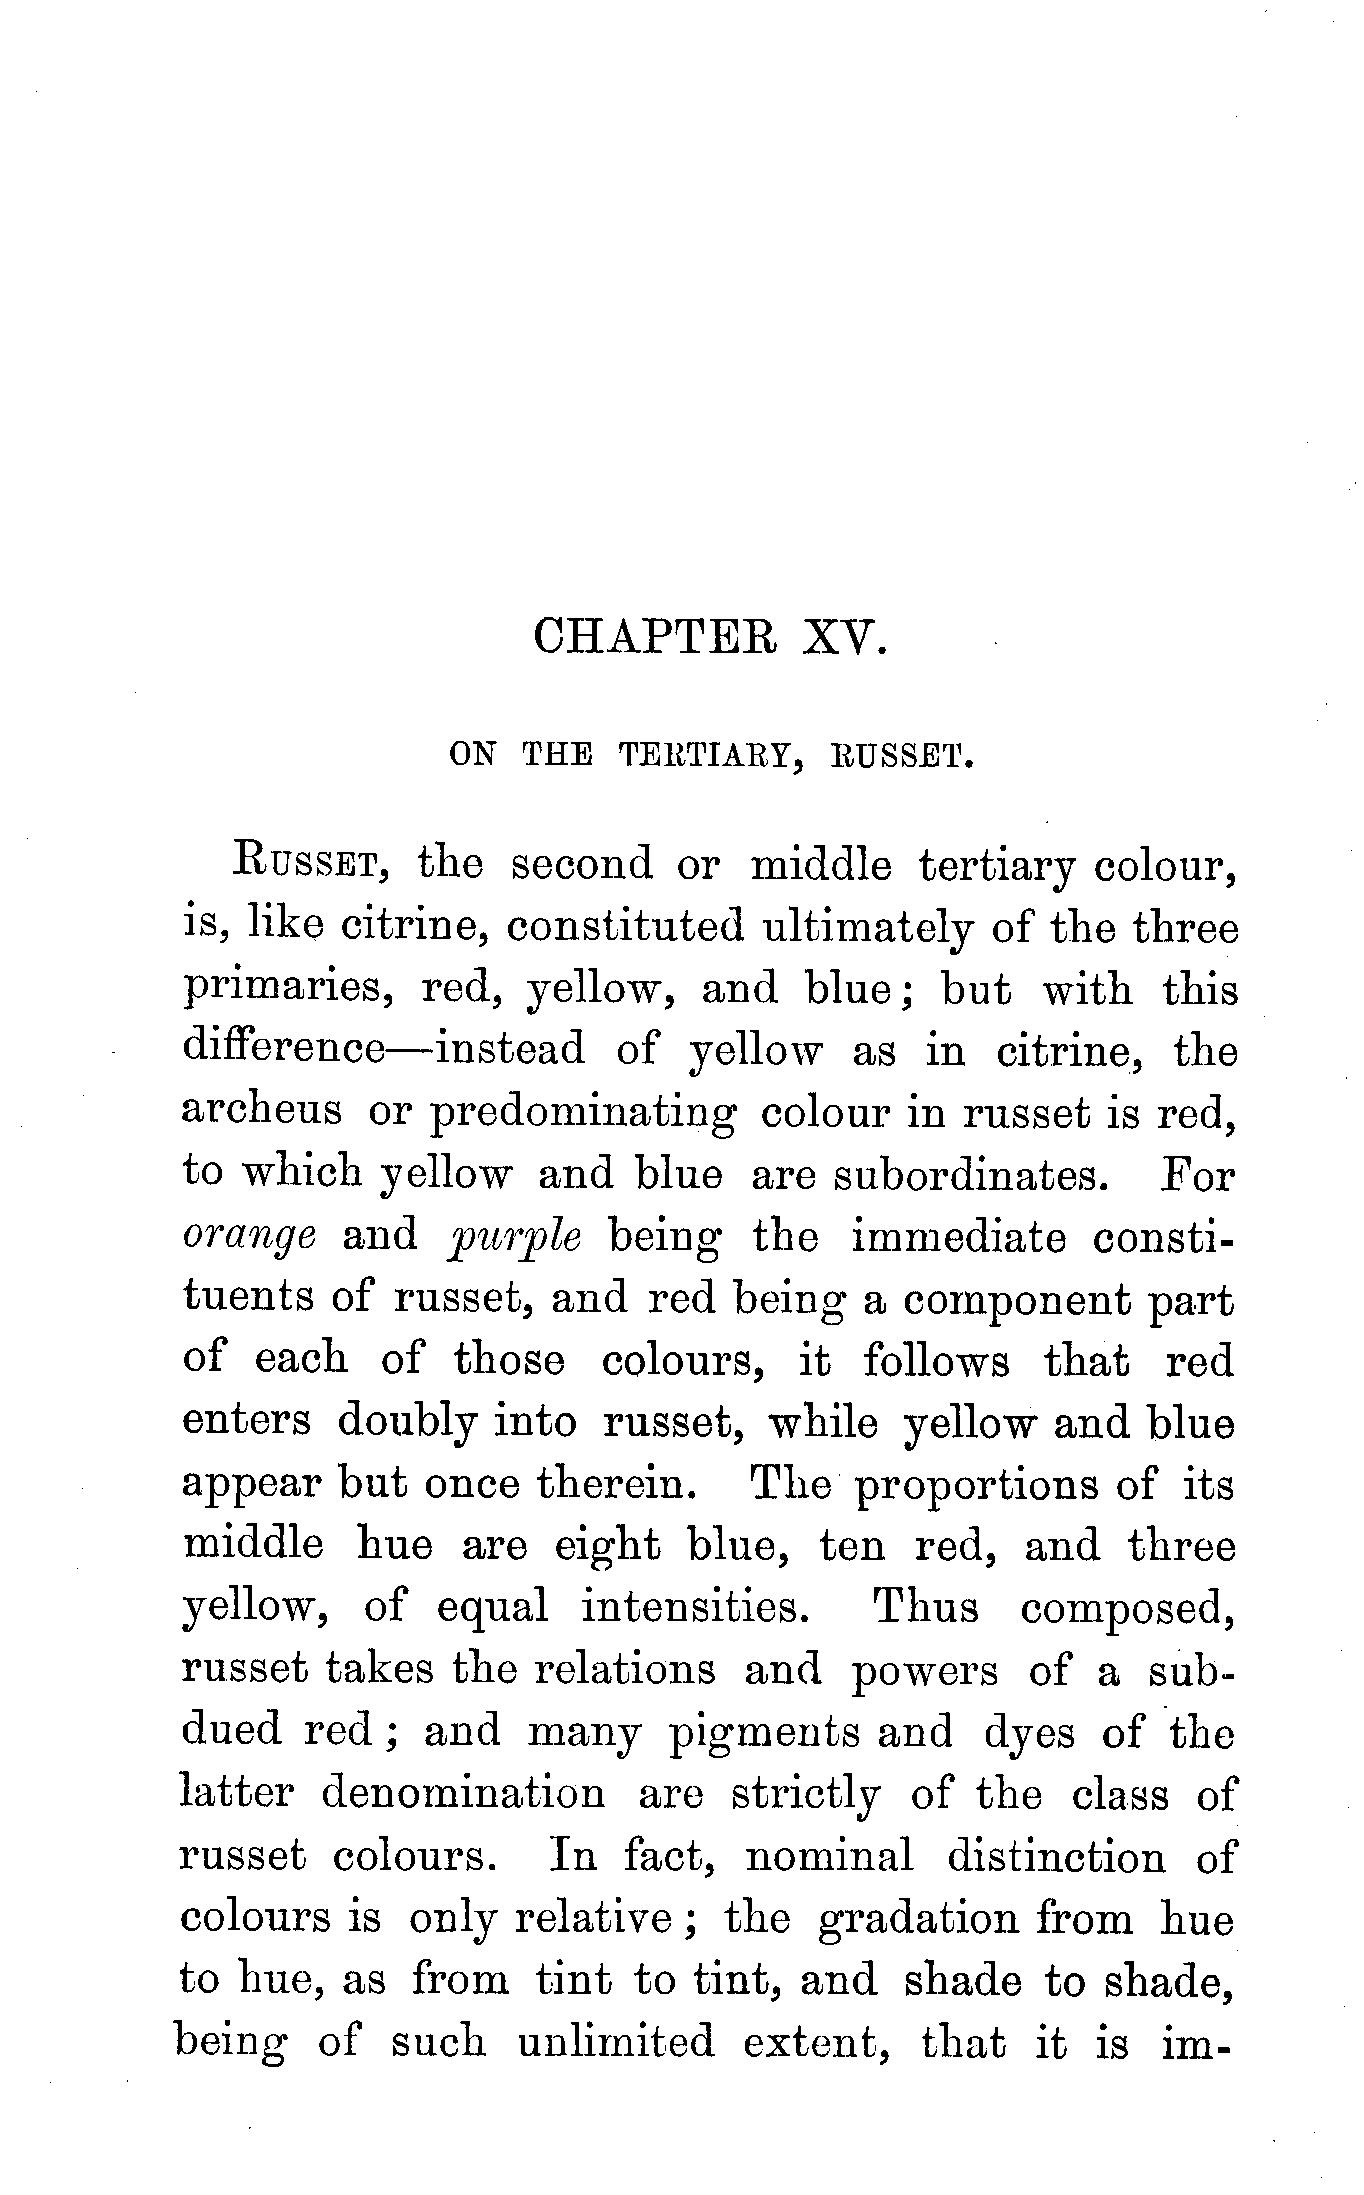 CHAPTER XV.
ON THE TERTIARY, RUSSET.
RUSSET, the second or middle tertiary colour,
is, like citrine, constituted ultimately of the three
primaries, red, yellow, and blue; but with this
difference—instead of yellow as in citrine, the
archeus or predominating colour in russet is red,
to which yellow and blue are subordinates. For
orange and purple being the immediate consti-
tuents of russet, and red being a component part
of each of those colours, it follows that red
enters doubly into russet, while yellow and blue
appear but once therein. The proportions of its
middle hue are eight blue, ten red, and three
yellow, of equal intensities. Thus composed,
russet takes the relations and powers of a sub-
dued red; and many pigments and dyes of the
latter denomination are strictly of the class of
russet colours. In fact, nominal distinction of
colours is only relative; the gradation from hue
to hue, as from tint to tint, and shade to shade,
being of such unlimited extent, that it is im-